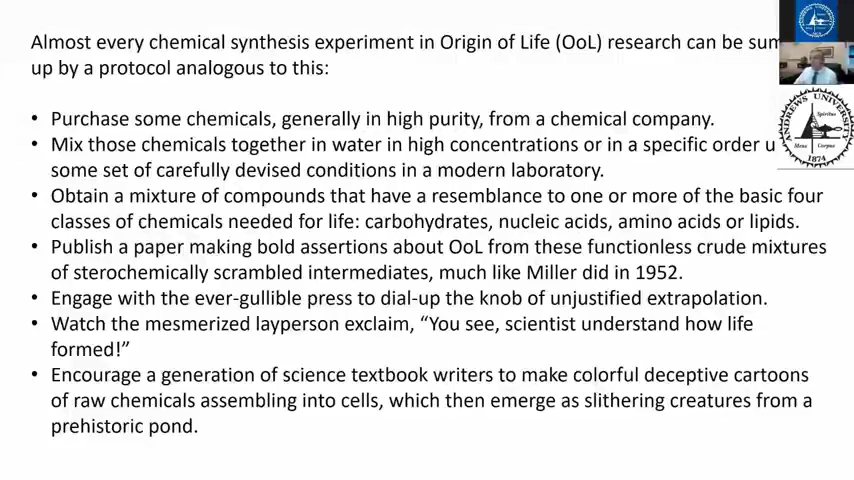 Almost every chemical synthesis experiment in Origin of Life (OoL) research can be
up by a protocol analogous to this:
• Purchase some chemicals, generally in high purity, from a chemical company.
• Mix those chemicals together in water in high concentrations or in a specific order
some set of carefully devised conditions in a modern laboratory.
• Obtain a mixture of compounds that have a resemblance to one or more of the basic four
classes of chemicals needed for life: carbohydrates, nucleic acids, amino acids or lipids.
• Publish a paper making bold assertions about OoL from these functionless crude mixtures
of sterochemically scrambled intermediates, much like Miller did in 1952.
• Engage with the ever-gullible press to dial-up the knob of unjustified extrapolation.
• Watch the mesmerized layperson exclaim, “You see, scientist understand how life
formed!”
• Encourage a generation of science textbook writers to make colorful deceptive cartoons
of raw chemicals assembling into cells, which then emerge as slithering creatures from a
prehistoric pond.
ANDREWS UNIVERSITY
Spiritus
Mens Corpus
1874